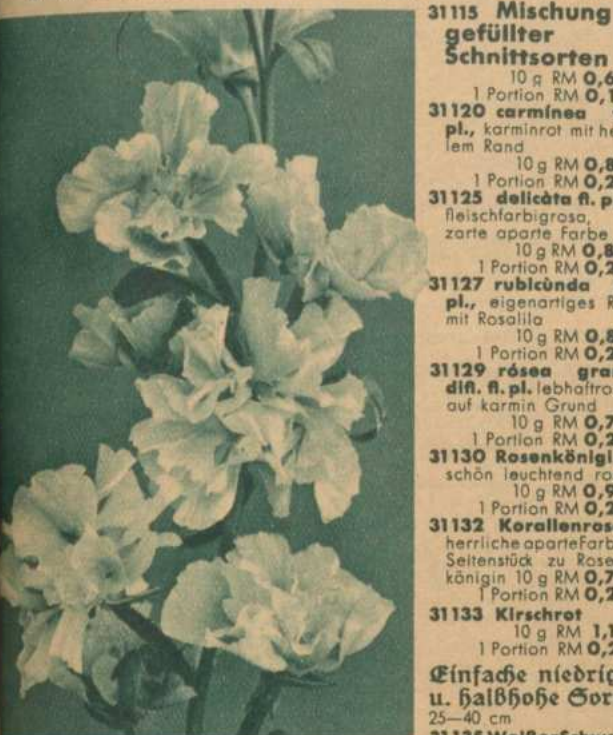 31115 Mischung
gefüllter
Schnittsorten
10 g RM 0,6
1 Portion RM 0,1
31120 carmínea
pl., karminrot mit he
lem Rand
10 g RM 0,8
1 Portion RM 0,2
31125 delicàta fl. p
fleischfarbigrosa,
zarte aparte Farbe
10 g RM 0,8
1 Portion RM 0,2
31127 rubicùnda
pl., eigenartiges R
mit Rosalila
10 g RM 0,8
1 Portion RM 0,2
31129 rósea gran
difl. fl. pl. lebhaftro
auf karmin Grund
10 g RM 0,7
1 Portion RM 0,2
31130 Rosenkönigi
schön leuchtend ro
10 g RM 0,9
1 Portion RM 0,2
31132 Korallenros
herrliche aparte Farb
Seitenstück zu Rose
königin 10 g RM 0,7
1 Portion RM 0,2
31133 Kirschrot
10 g RM 1,1
1 Portion RM 0,2
Einfache niedrig
u. halbhohe Sor
25—40 cm